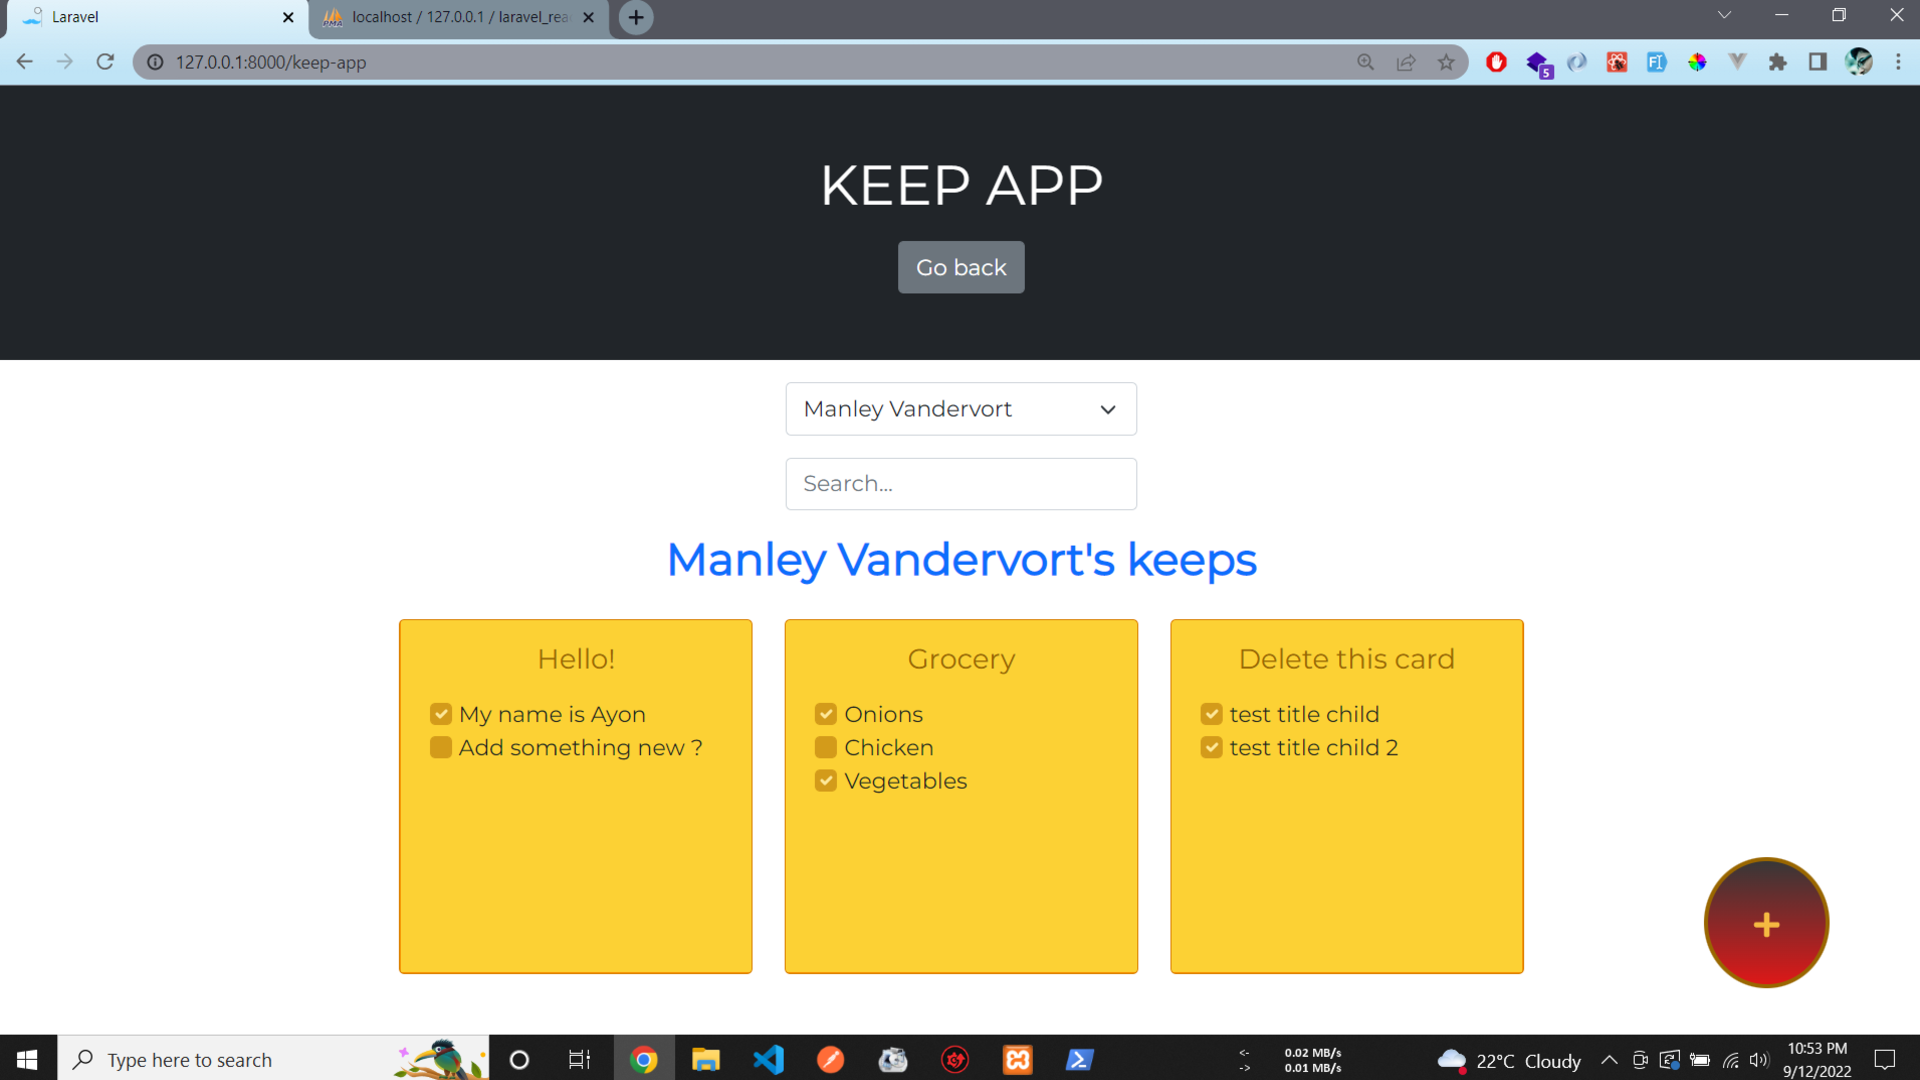 Laravel
localhost / 127.0.0.1 / laravel_rea
127.0.0.1:8000/keep-app
5
KEEP APP
Go back
Manley Vandervort
Search...
Manley Vandervort's keeps
Hello!
My name is Ayon
Add something new ?
Grocery
Onions
Chicken
Vegetables
Delete this card
test title child
test title child 2
+
Type here to search
<- 0.02 MB/s
-> 0.01 MB/s
22°C Cloudy
10:53 PM
9/12/2022